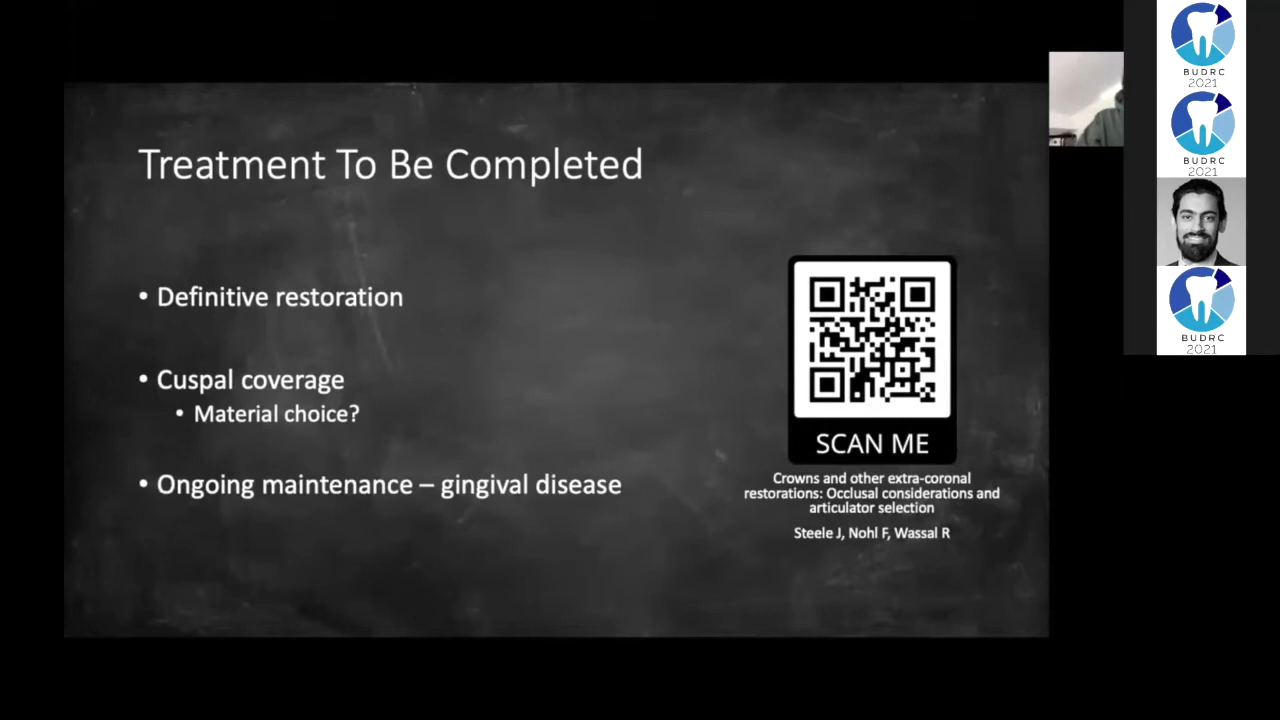 Treatment To Be Completed
• Definitive restoration
• Cuspal coverage
• Material choice?
• Ongoing maintenance – gingival disease
SCAN ME
Crowns and other extra-coronal
restorations: Occlusal considerations and
articulator selection
Steele J, Nohl F, Wassal R
BUDRC
2021
BUDRC
2021
BUDRC
2021